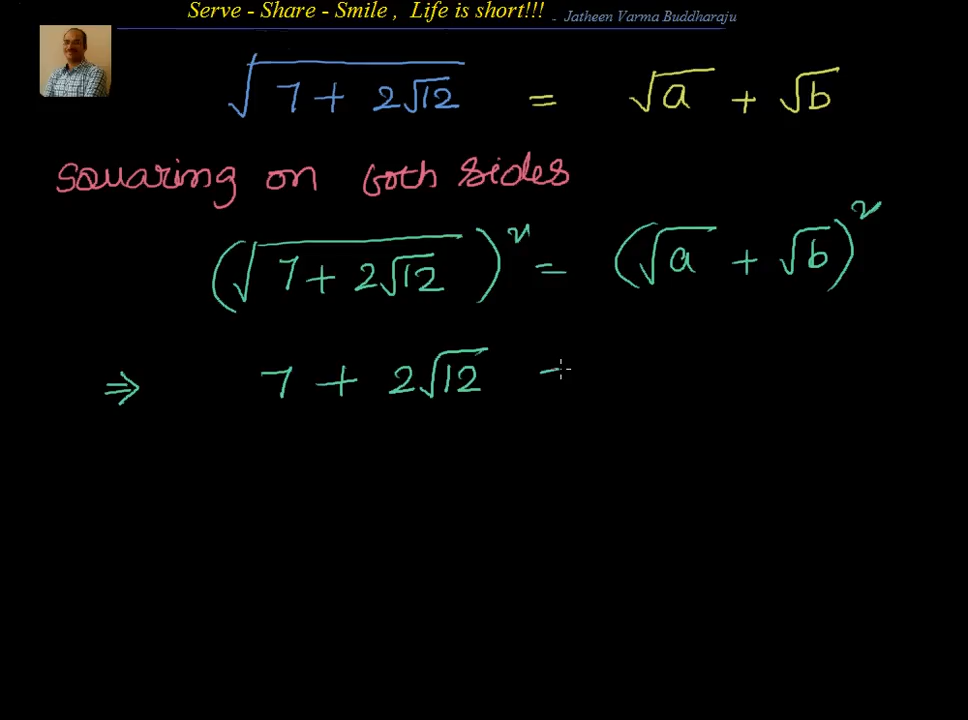 Serve - Share - Smile , Life is short!!! - Jatheen Varma Buddharaju
√(7 + 2√12) = √a + √b
Squaring on both sides
(√(7 + 2√12))² = (√a + √b)²
⇒ 7 + 2√12 -